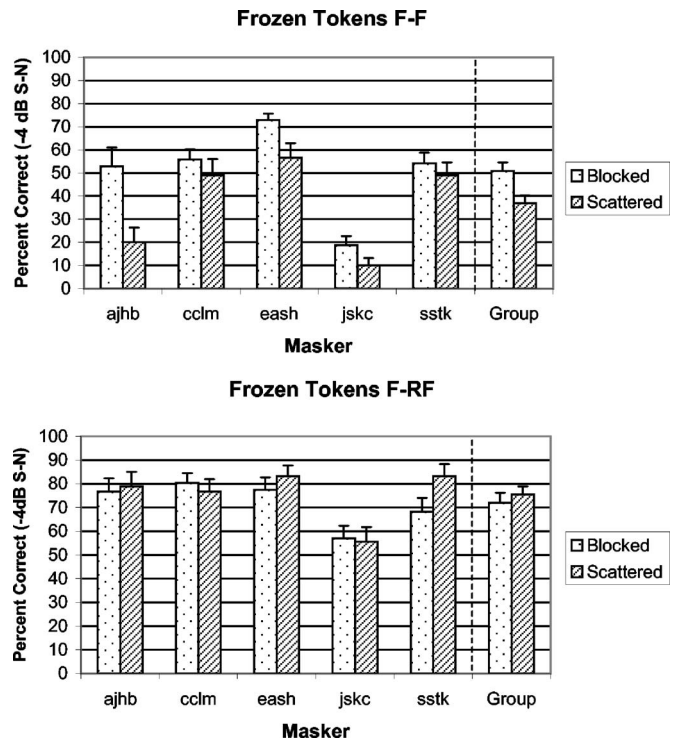 Frozen Tokens F-F
Percent Correct (-4 dB S-N)
100
90
80
70
60
50
40
30
20
10
0
ajhb cclm eash jskc sstk Group
Masker
Blocked
Scattered
Frozen Tokens F-RF
Percent Correct (-4dB S-N)
100
90
80
70
60
50
40
30
20
10
0
ajhb cclm eash jskc sstk Group
Masker
Blocked
Scattered